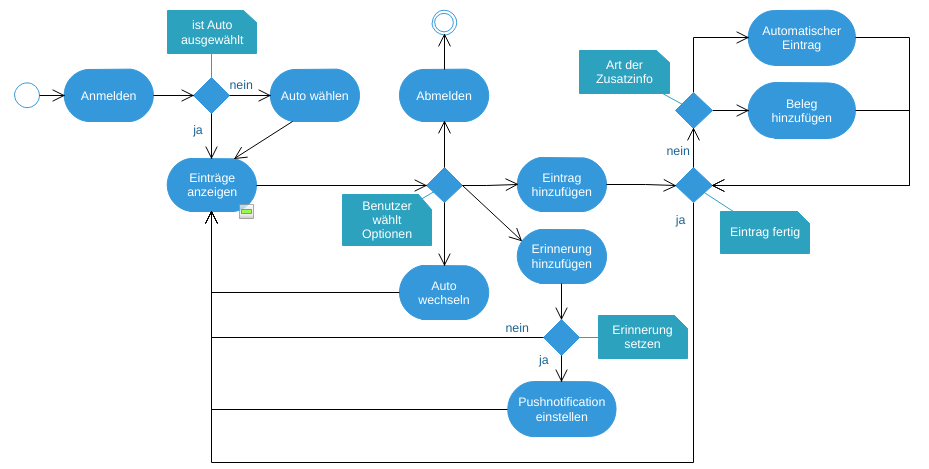 ist Auto
ausgewählt
Automatischer
Eintrag
Art der
Zusatzinfo
nein
Anmelden
Auto wählen
Abmelden
Beleg
hinzufügen
ja
nein
Einträge
anzeigen
Eintrag
hinzufügen
Benutzer
wählt
Optionen
ja
Eintrag fertig
Erinnerung
hinzufügen
Auto
wechseln
nein
Erinnerung
setzen
ja
Pushnotification
einstellen